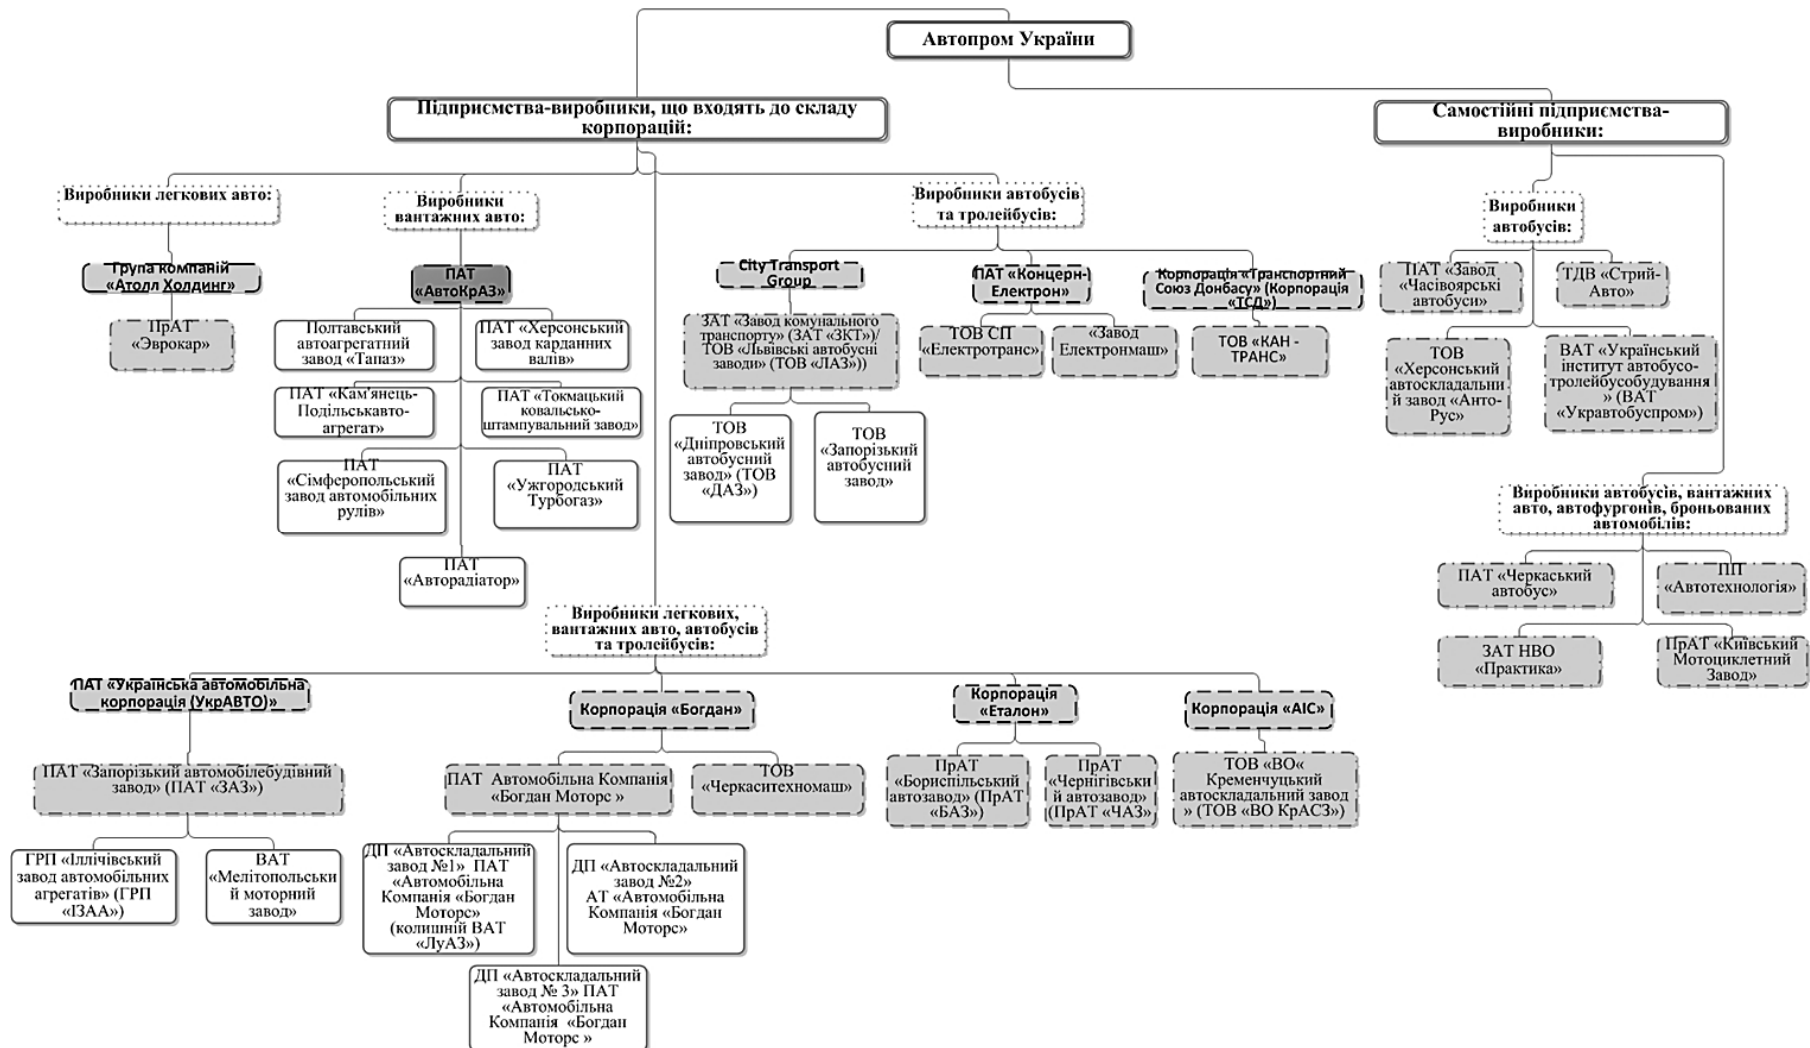 Автопром України
Підприємства-виробники, що входять до складу
корпорацій:
Самостійні підприємства-
виробники:
Виробники легкових авто:
Група компаній
«Атолл Холдинг»
ПрАТ
«Эврокар»
Виробники
вантажних авто:
ПАТ
«АвтоКрАЗ»
Полтавський
автоагрегатний
завод «Тапаз»
ПАТ «Херсонський
завод карданних
валів»
ПАТ «Кам'янець-
Подільськавто-
агрегат»
ПАТ «Токмацький
ковальсько-
штампувальний завод»
ПАТ
«Сімферопольський
завод автомобільних
рулів»
ПАТ
«Ужгородський
Турбогаз»
ПАТ
«Авторадіатор»
Виробники автобусів
та тролейбусів:
City Transport
Group
ЗАТ «Завод комунального
транспорту» (ЗАТ «ЗКТ»)/
ТОВ «Львівські автобусні
заводи» (ТОВ «ЛАЗ»))
ТОВ
«Дніпровський
автобусний
завод» (ТОВ
«ДАЗ»)
ТОВ
«Запорізький
автобусний
завод»
ПАТ «Концерн-
Електрон»
ТОВ СП
«Електротранс»
«Завод
Електронмаш»
Корпорація «Транспортний
Союз Донбасу» (Корпорація
«ТСД»)
ТОВ «КАН -
ТРАНС»
Виробники
автобусів:
ПАТ «Завод
«Часівоярські
автобуси»
ТДВ «Стрий-
Авто»
ТОВ
«Херсонський
автоскладальни
й завод «Анто-
Рус»
ВАТ «Український
інститут автобусо-
тролейбусобудування
» (ВАТ
«Укравтобуспром»)
Виробники автобусів, вантажних
авто, автофургонів, броньованих
автомобілів:
ПАТ «Черкаський
автобус»
ПП
«Автотехнологія»
ЗАТ НВО
«Практика»
ПрАТ «Київський
Мотоциклетний
Завод»
Виробники легкових,
вантажних авто, автобусів
та тролейбусів:
ПАТ «Українська автомобільна
корпорація (УкрАВТО)»
ПАТ «Запорізький автомобілебудівний
завод» (ПАТ «ЗАЗ»)
ГРП «Іллічівський
завод автомобільних
агрегатів» (ГРП
«ІЗАА»)
ВАТ
«Мелітопольськи
й моторний
завод»
Корпорація «Богдан»
ПАТ Автомобільна Компанія
«Богдан Моторс »
ТОВ
«Черкаситехномаш»
ДП «Автоскладальний
завод №1» ПАТ
«Автомобільна
Компанія «Богдан
Моторс»
(колишній ВАТ
«ЛуАЗ»)
ДП «Автоскладальний
завод №2»
АТ «Автомобільна
Компанія «Богдан
Моторс»
ДП «Автоскладальний
завод № 3» ПАТ
«Автомобільна
Компанія «Богдан
Моторс »
Корпорація
«Еталон»
ПрАТ
«Бориспільський
автозавод» (ПрАТ
«БАЗ»)
ПрАТ
«Чернігівськи
й автозавод»
(ПрАТ «ЧАЗ»
Корпорація «АІС»
ТОВ «ВО«
Кременчуцький
автоскладальний завод
» (ТОВ «ВО КрАСЗ»)